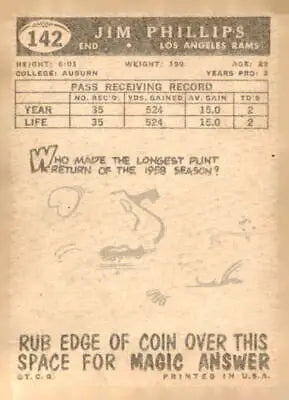 142
JIM PHILLIPS
END • LOS ANGELES RAMS
HEIGHT: 6:01 WEIGHT: 190 AGE:
COLLEGE: AUBURN YEARS PRO: 2
PASS RECEIVING RECORD
NO. REC'D. YDS. GAINED AV. GAIN TD'S
YEAR 35 524 15.0 2
LIFE 35 524 15.0 2
WHO MADE THE LONGEST PUNT
RETURN OF THE 1958 SEASON?
RUB EDGE OF COIN OVER THIS
SPACE FOR MAGIC ANSWER
©T.C.G. PRINTED IN U.S.A.